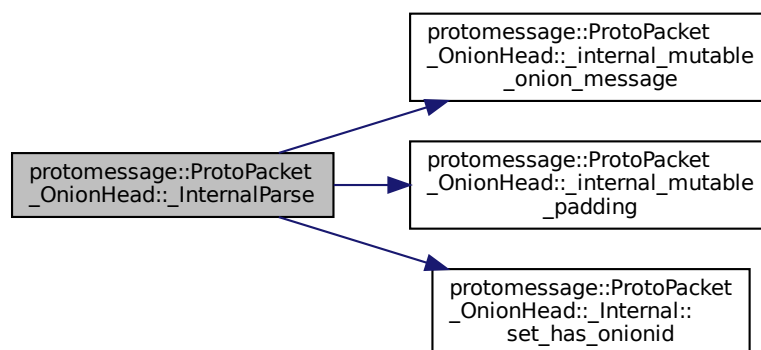 protomessage::ProtoPacket
_OnionHead::_InternalParse
protomessage::ProtoPacket
_OnionHead::_internal_mutable
_onion_message
protomessage::ProtoPacket
_OnionHead::_internal_mutable
_padding
protomessage::ProtoPacket
_OnionHead::_Internal::
set_has_onionid